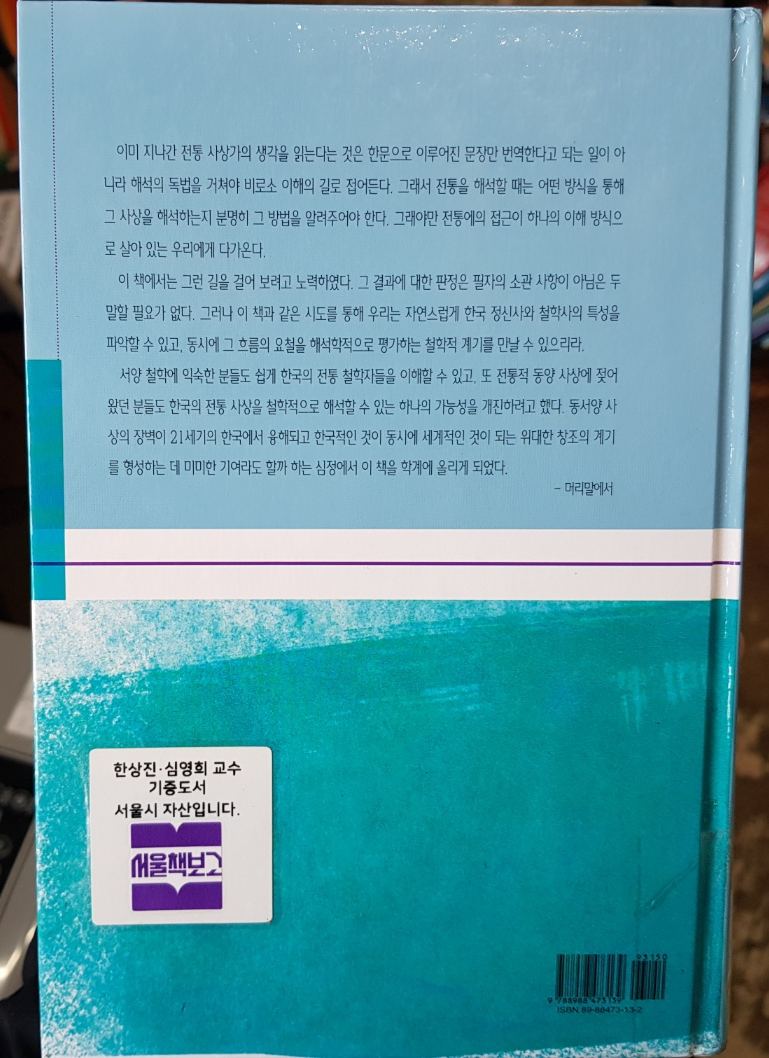 이미 지나간 전통 사상가의 생각을 읽는다는 것은 한문으로 이루어진 문장만 번역한다고 되는 일이 아
니라 해석의 독법을 거쳐야 비로소 이해의 길로 접어든다. 그래서 전통을 해석할 때는 어떤 방식을 통해
그 사상을 해석하는지 분명히 그 방법을 알려주어야 한다. 그래야만 전통에의 접근이 하나의 이해 방식으
로 살아 있는 우리에게 다가온다.
이 책에서는 그런 길을 걸어 보려고 노력하였다. 그 결과에 대한 판정은 필자의 소관 사항이 아님은 두
말할 필요가 없다. 그러나 이 책과 같은 시도를 통해 우리는 자연스럽게 한국 정신사와 철학사의 특성을
파악할 수 있고, 동시에 그 흐름의 요철을 해석학적으로 평가하는 철학적 계기를 만날 수 있으리라.
서양 철학에 익숙한 분들도 쉽게 한국의 전통 철학자들을 이해할 수 있고, 또 전통적 동양 사상에 젖어
왔던 분들도 한국의 전통 사상을 철학적으로 해석할 수 있는 하나의 가능성을 개진하려고 했다. 동서양 사
상의 장벽이 21세기의 한국에서 융해되고 한국적인 것이 동시에 세계적인 것이 되는 위대한 창조의 계기
를 형성하는 데 미미한 기여라도 할까 하는 심정에서 이 책을 학계에 올리게 되었다.
– 머리말에서
한상진·심영희 교수
기증도서
서울시 자산입니다.
서울책보고
93150
9 788988 473139
ISBN 89-88473-13-2